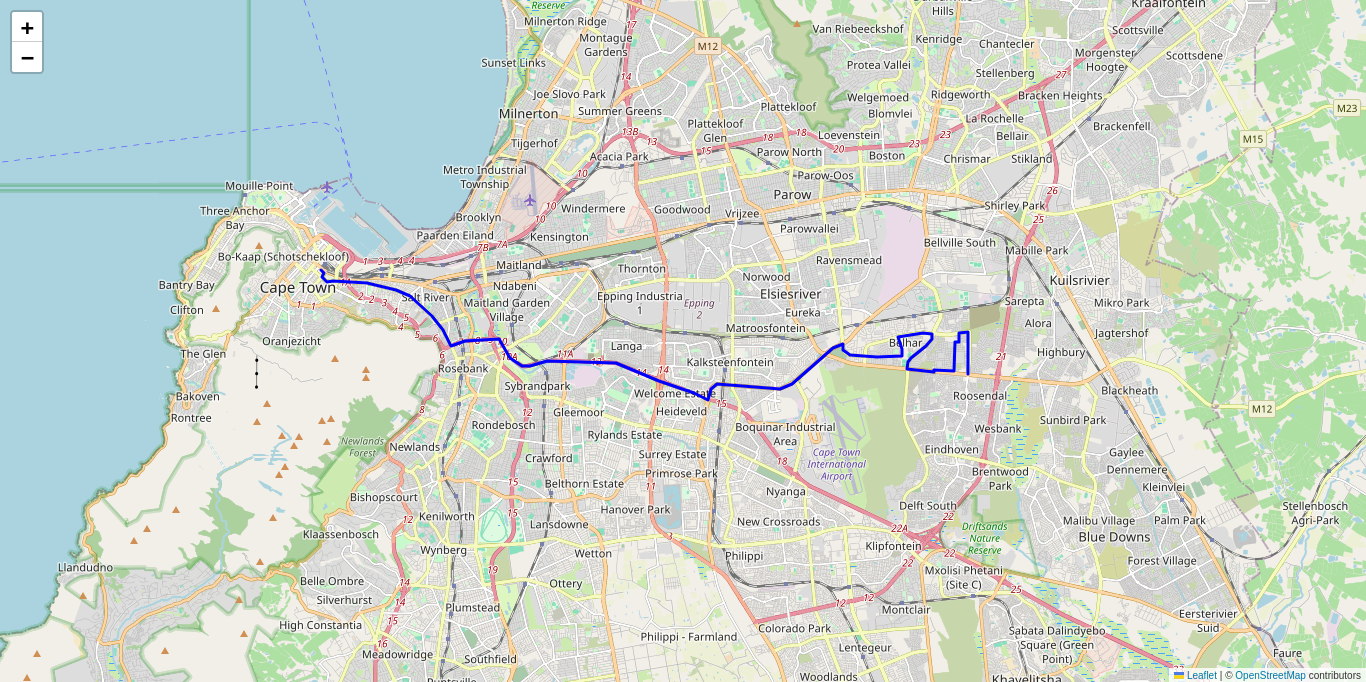 +
−
Reserve
Milnerton Ridge
Montague
Gardens
Sunset Links
Joe Slovo Park
Summer Greens
Milnerton
Tijgerhof
Acacia Park
Metro Industrial
Township
M12
Van Riebeeckshof
Hills
Kenridge
Chantecler
Kraaifontein
Scottsville
Morgenster
Hoogte
Scottsdene
Protea Vallei
Stellenberg
Welgemoed
Ridgeworth
Bracken Heights
Blomvlei
Plattekloof
Plattekloof
Glen
La Rochelle
Bellair
Loevenstein
Brackenfell
M23
M15
Parow North
Boston
Chrismar
Stikland
Parow-Oos
Parow
Mouille Point
Three Anchor
Bay
Bo-Kaap (Schotschekloof)
Cape Town
Bantry Bay
Clifton
The Glen
Bakoven
Rontree
Oranjezicht
Brooklyn
Paarden Eiland
Windermere
Kensington
Goodwood
Vrijzee
Parowvallei
Shirley Park
Bellville South
Mabille Park
Maitland
Ndabeni
Thornton
Norwood
Ravensmead
Kuilsrivier
Salt River
Maitland Garden
Village
Epping Industria
1
Epping
2
Elsiesriver
Eureka
Matroosfontein
Sarepta
Mikro Park
Alora
Jagtershof
Highbury
Langa
Kalksteenfontein
Belhar
Rosebank
Sybrandpark
Welcome Estate
Heideveld
Blackheath
Roosendal
M12
Gleemoor
Rondebosch
Rylands Estate
Boquinar Industrial
Area
Wesbank
Sunbird Park
Newlands
Newlands
Forest
Crawford
Surrey Estate
Primrose Park
Cape Town
International
Airport
Eindhoven
Gaylee
Brentwood
Park
Dennemere
Belthorn Estate
Nyanga
Kleinvlei
Bishopscourt
Hanover Park
Delft South
Kenilworth
Lansdowne
New Crossroads
Malibu Village
Palm Park
Stellenbosch
Agri-Park
Klaassenbosch
Driftsands
Nature
Reserve
Blue Downs
Wynberg
Wetton
Philippi
Klipfontein
Forest Village
Llandudno
Belle Ombre
Ottery
Mxolisi Phetani
(Site C)
Silverhurst
Plumstead
Montclair
Eersterivier
Suid
High Constantia
Philippi - Farmland
Colorado Park
Sabata Dalindyebo
Square (Green
Point)
Meadowridge
Southfield
Lentegeur
Faure
Woodlands
Khayelitsha
Leaflet | © OpenStreetMap contributors